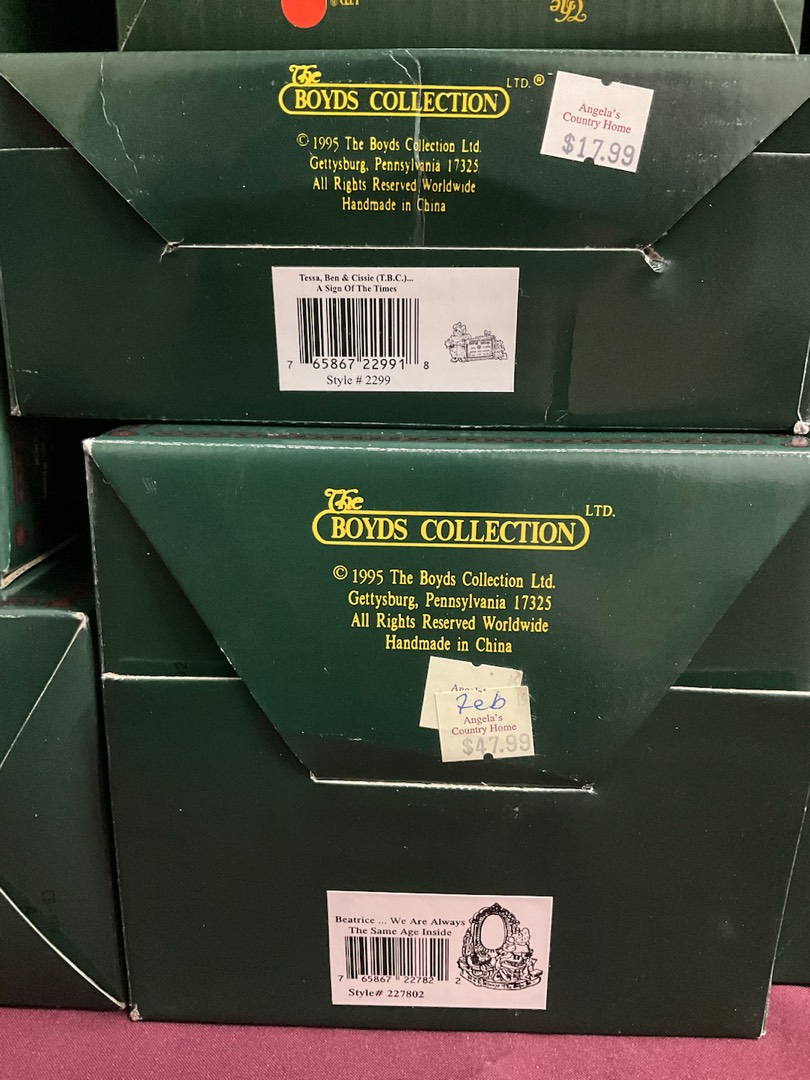 The
The
BOYDS COLLECTION
LTD.®
© 1995 The Boyds Collection Ltd.
Gettysburg, Pennsylvania 17325
All Rights Reserved Worldwide
Handmade in China
Angela's
Country Home
$17.99
Tessa, Ben & Cissie (T.B.C.)...
A Sign Of The Times
7 65867 22991 8
Style # 2299
The
BOYDS COLLECTION
LTD.
© 1995 The Boyds Collection Ltd.
Gettysburg, Pennsylvania 17325
All Rights Reserved Worldwide
Handmade in China
Feb
Angela's
Country Home
$47.99
Beatrice ... We Are Always
The Same Age Inside
7 65867 22782 2
Style# 227802